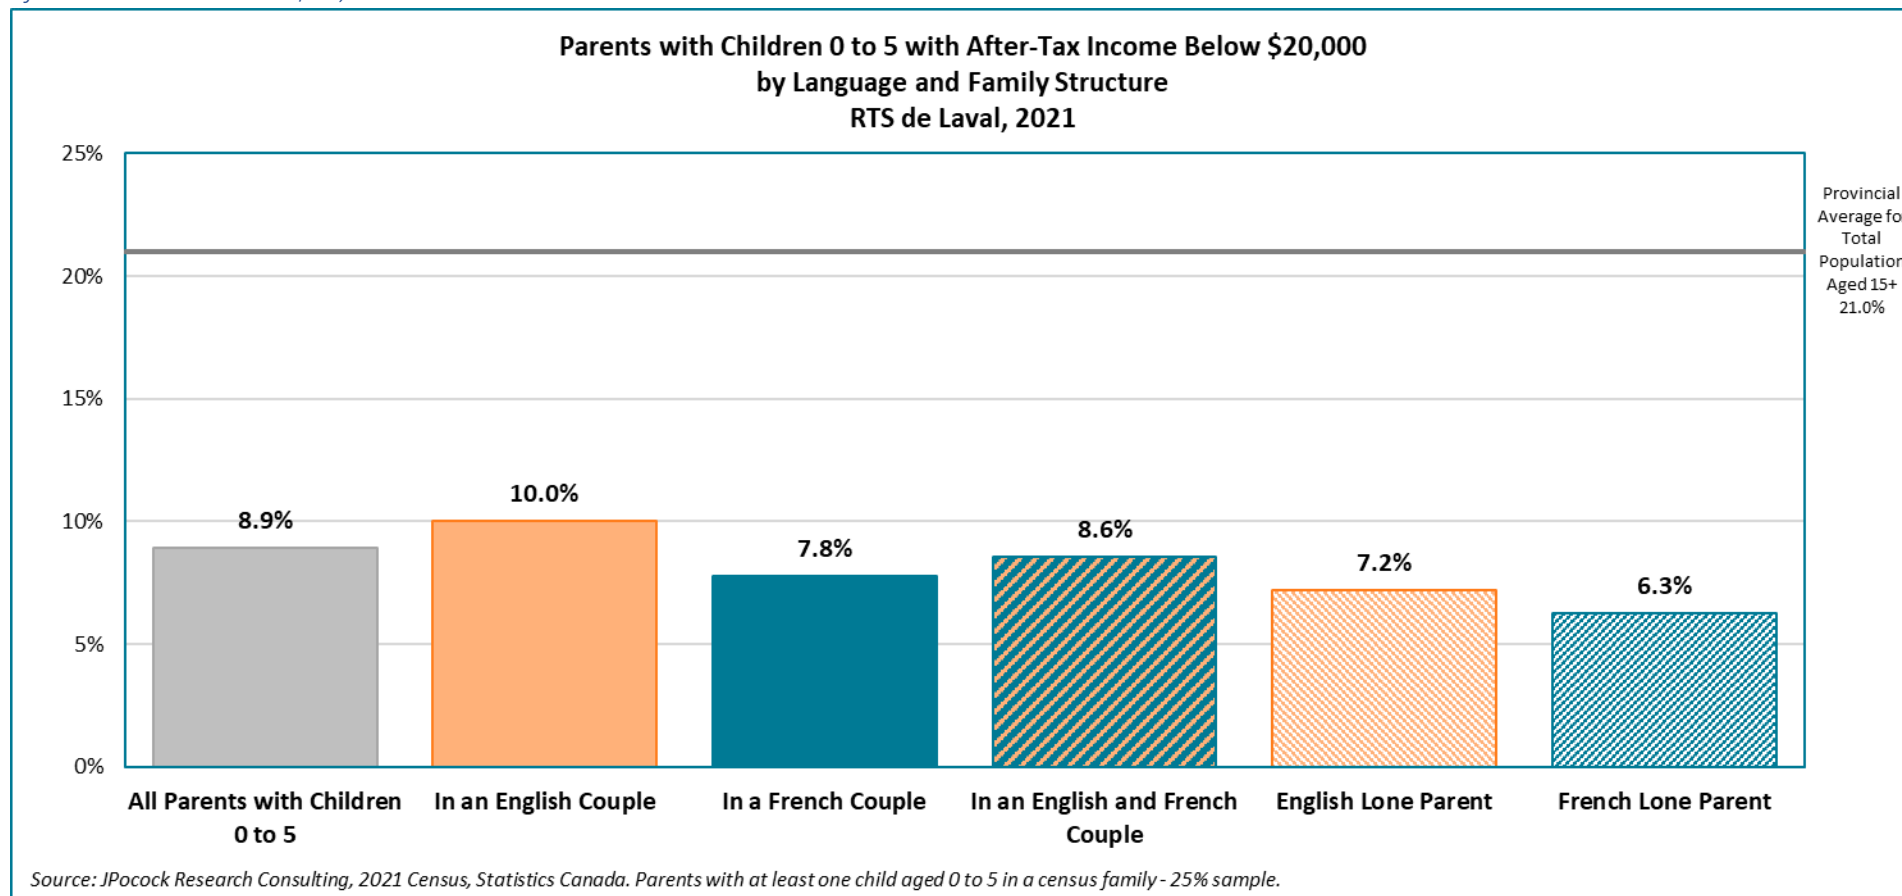 Parents with Children 0 to 5 with After-Tax Income Below $20,000
by Language and Family Structure
RTS de Laval, 2021
25%
20%
15%
10%
5%
0%
Provincial
Average fo
Total
Population
Aged 15+
21.0%
8.9%
10.0%
7.8%
8.6%
7.2%
6.3%
All Parents with Children
0 to 5
In an English Couple
In a French Couple
In an English and French
Couple
English Lone Parent
French Lone Parent
Source: JPocock Research Consulting, 2021 Census, Statistics Canada. Parents with at least one child aged 0 to 5 in a census family - 25% sample.